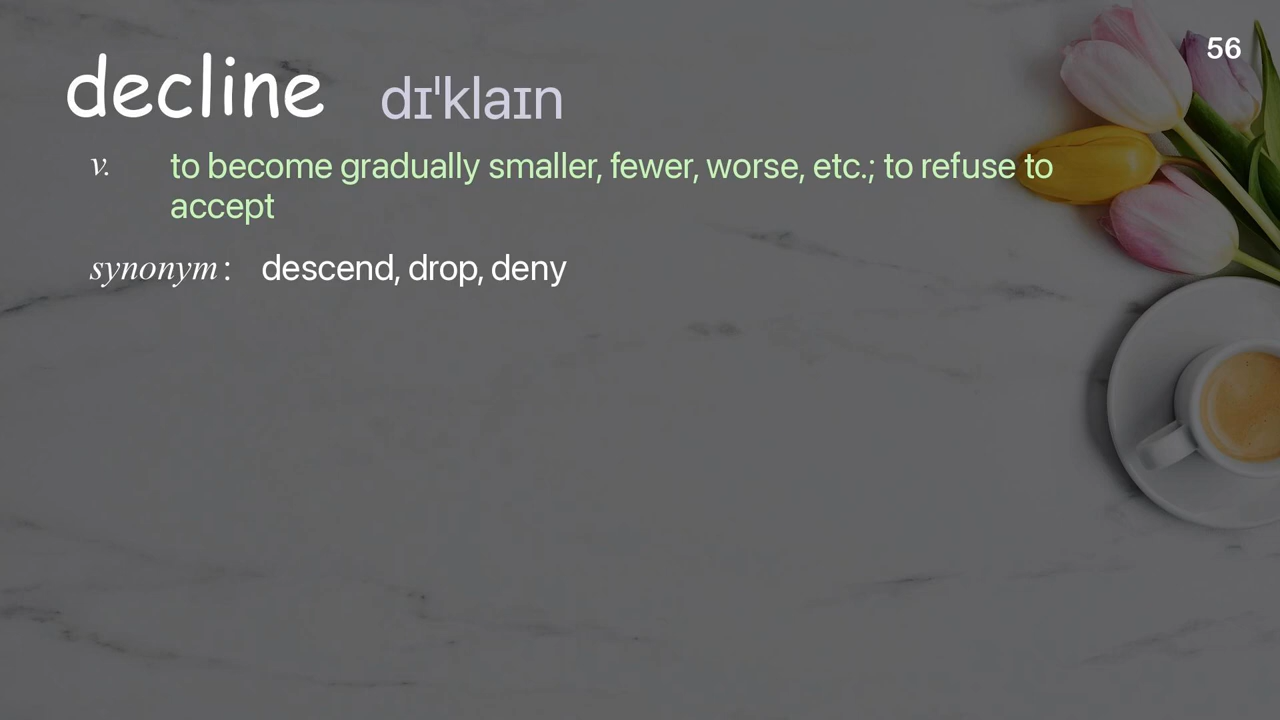 56
decline dɪˈklaɪn
v. to become gradually smaller, fewer, worse, etc.; to refuse to
accept
synonym: descend, drop, deny